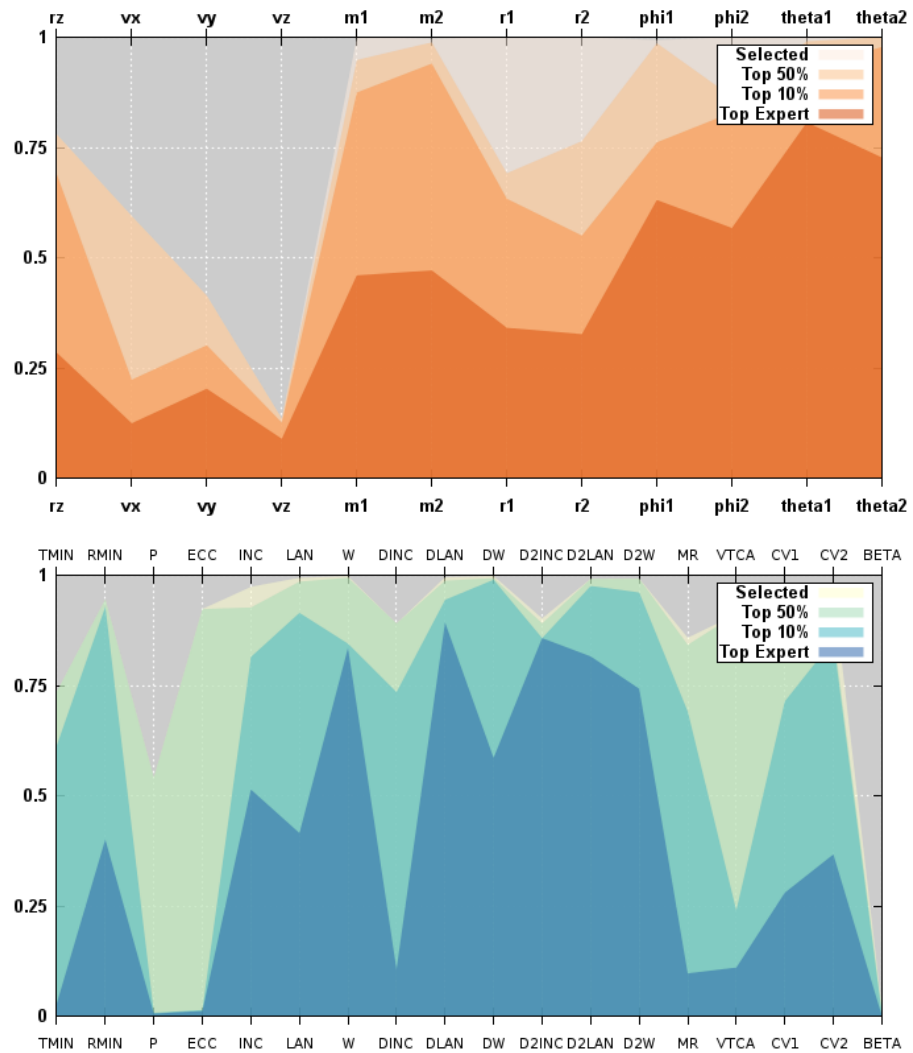 rz vx vy vz m1 m2 r1 r2 phi1 phi2 theta1 theta2
1
Selected
Top 50%
Top 10%
Top Expert
0.75
0.5
0.25
0
rz vx vy vz m1 m2 r1 r2 phi1 phi2 theta1 theta2
TMIN RMIN P ECC INC LAN W DINC DLAN DW D2INC D2LAN D2W MR VTCA CV1 CV2 BETA
1
Selected
Top 50%
Top 10%
Top Expert
0.75
0.5
0.25
0
TMIN RMIN P ECC INC LAN W DINC DLAN DW D2INC D2LAN D2W MR VTCA CV1 CV2 BETA